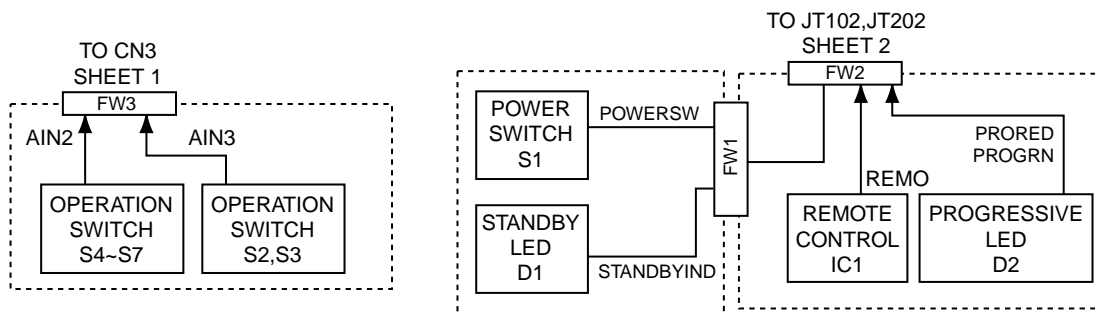 TO CN3
SHEET 1
FW3
AIN2
AIN3
OPERATION
SWITCH
S4~S7
OPERATION
SWITCH
S2,S3
TO JT102,JT202
SHEET 2
FW2
POWER
SWITCH
S1
POWERSW
FW1
STANDBY
LED
D1
STANDBYIND
PRORED
PROGRN
REMO
REMOTE
CONTROL
IC1
PROGRESSIVE
LED
D2